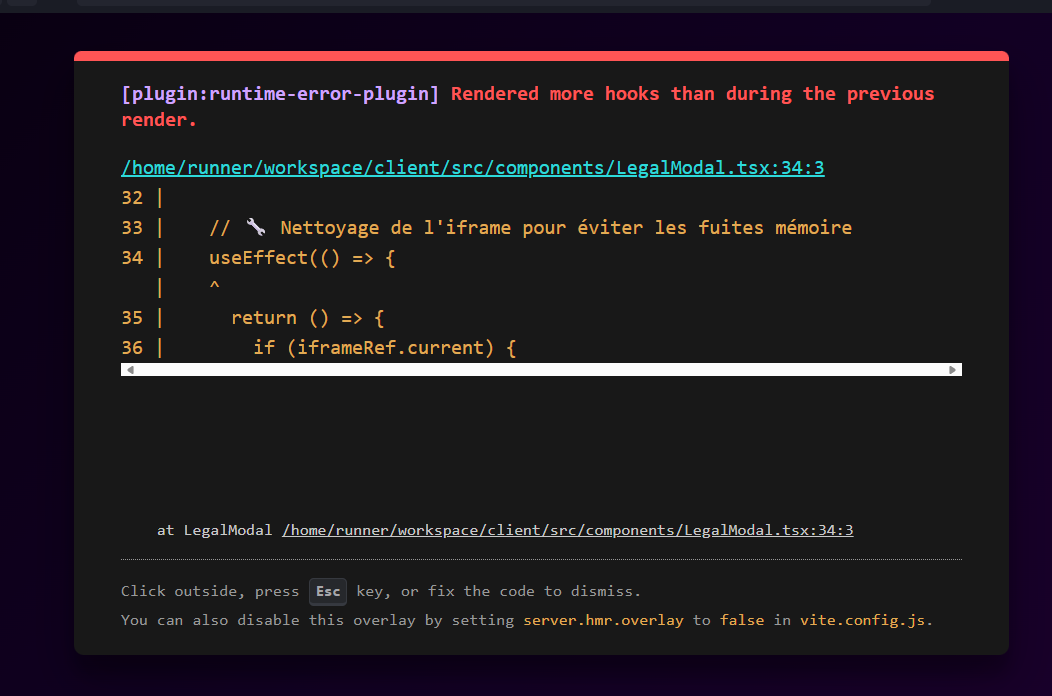 [plugin:runtime-error-plugin] Rendered more hooks than during the previous
render.
/home/runner/workspace/client/src/components/LegalModal.tsx:34:3
32 |
33 |    // 🔧 Nettoyage de l'iframe pour éviter les fuites mémoire
34 |    useEffect(() => {
   |    ^
35 |      return () => {
36 |        if (iframeRef.current) {
at LegalModal /home/runner/workspace/client/src/components/LegalModal.tsx:34:3
Click outside, press Esc key, or fix the code to dismiss.
You can also disable this overlay by setting server.hmr.overlay to false in vite.config.js.